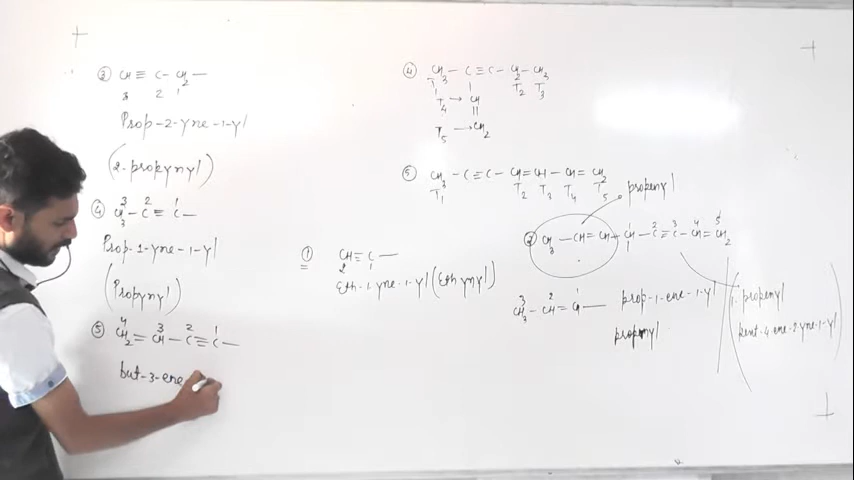 ③ CH ≡ C - CH2 —
3 2 1
Prop-2-yne-1-yl
(2-propynyl)
④ CH3 - C ≡ C —
3 2 1
Prop-1-yne-1-yl
(Propynyl)
⑤ CH2 = CH - C ≡ C —
4 3 2 1
but-3-ene
① CH ≡ C —
2 1
Eth-1-yne-1-yl (Ethynyl)
④ CH3 - C ≡ C - CH2 - CH3
T1 T2 T3
T4 → CH
||
T5 → CH2
⑤ CH3 - C ≡ C - CH = CH - CH = CH2
T1 T2 T3 T4 T5
propenyl
CH3 - CH = CH - CH - C ≡ C - CH = CH2
1 2 3 4 5
CH3 - CH = CH —
3 2 1
prop-1-ene-1-yl
propenyl
1- propenyl
pent-4-ene-2-yne-1-yl